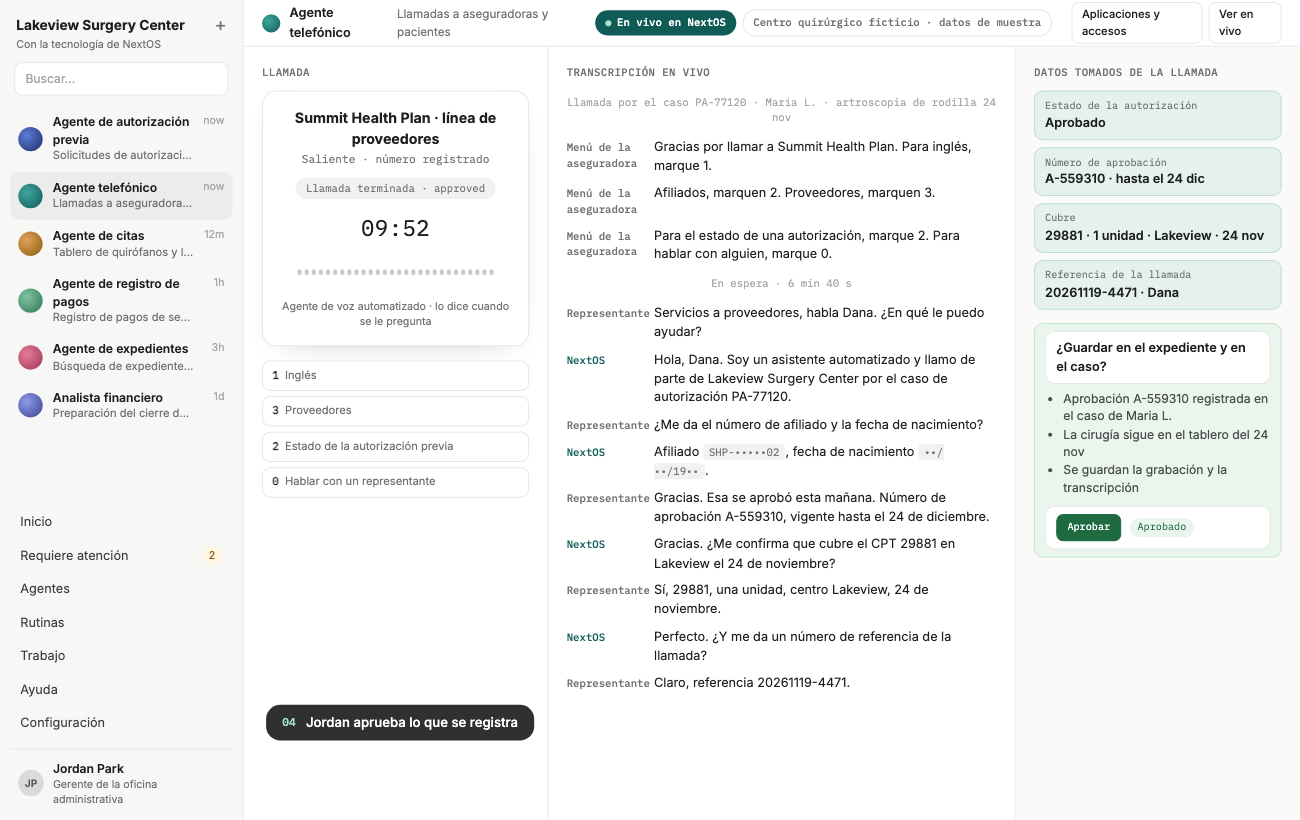 Lakeview Surgery Center
+
Con la tecnología de NextOS
Buscar...
Agente de autorización
previa
now
Solicitudes de autorizaci...
Agente telefónico
now
Llamadas a aseguradora...
Agente de citas
12m
Tablero de quirófanos y l...
Agente de registro de
pagos
1h
Registro de pagos de se...
Agente de expedientes
3h
Búsqueda de expediente...
Analista financiero
1d
Preparación del cierre d...
Inicio
Requiere atención
2
Agentes
Rutinas
Trabajo
Ayuda
Configuración
JP
Jordan Park
Gerente de la oficina
administrativa
Agente
telefónico
Llamadas a aseguradoras y
pacientes
En vivo en NextOS
Centro quirúrgico ficticio · datos de muestra
Aplicaciones y
accesos
Ver en
vivo
LLAMADA
Summit Health Plan · línea de
proveedores
Saliente · número registrado
Llamada terminada · approved
09:52
Agente de voz automatizado · lo dice cuando
se le pregunta
1 Inglés
3 Proveedores
2 Estado de la autorización previa
0 Hablar con un representante
04 Jordan aprueba lo que se registra
TRANSCRIPCIÓN EN VIVO
Llamada por el caso PA-77120 · Maria L. · artroscopia de rodilla 24
nov
Menú de la
aseguradora
Gracias por llamar a Summit Health Plan. Para inglés,
marque 1.
Menú de la
aseguradora
Afiliados, marquen 2. Proveedores, marquen 3.
Menú de la
aseguradora
Para el estado de una autorización, marque 2. Para
hablar con alguien, marque 0.
En espera · 6 min 40 s
Representante
Servicios a proveedores, habla Dana. ¿En qué le puedo
ayudar?
NextOS
Hola, Dana. Soy un asistente automatizado y llamo de
parte de Lakeview Surgery Center por el caso de
autorización PA-77120.
Representante
¿Me da el número de afiliado y la fecha de nacimiento?
NextOS
Afiliado SHP-•••••02 , fecha de nacimiento ••/
••/19•• .
Representante
Gracias. Esa se aprobó esta mañana. Número de
aprobación A-559310, vigente hasta el 24 de diciembre.
NextOS
Gracias. ¿Me confirma que cubre el CPT 29881 en
Lakeview el 24 de noviembre?
Representante
Sí, 29881, una unidad, centro Lakeview, 24 de
noviembre.
NextOS
Perfecto. ¿Y me da un número de referencia de la
llamada?
Representante
Claro, referencia 20261119-4471.
DATOS TOMADOS DE LA LLAMADA
Estado de la autorización
Aprobado
Número de aprobación
A-559310 · hasta el 24 dic
Cubre
29881 · 1 unidad · Lakeview · 24 nov
Referencia de la llamada
20261119-4471 · Dana
¿Guardar en el expediente y en
el caso?
• Aprobación A-559310 registrada en
el caso de Maria L.
• La cirugía sigue en el tablero del 24
nov
• Se guardan la grabación y la
transcripción
Aprobar
Aprobado